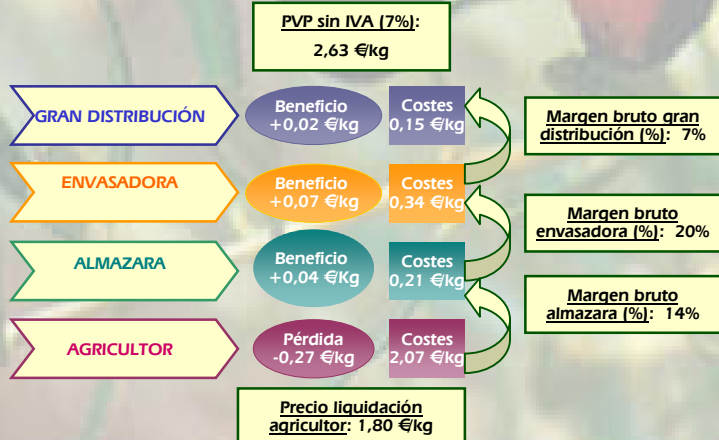 PVP sin IVA (7%):
2,63 €/kg
GRAN DISTRIBUCIÓN
Beneficio
+0,02 €/kg
Costes
0,15 €/kg
Margen bruto gran
distribución (%): 7%
ENVASADORA
Beneficio
+0,07 €/kg
Costes
0,34 €/kg
Margen bruto
envasadora (%): 20%
ALMAZARA
Beneficio
+0,04 €/Kg
Costes
0,21 €/kg
Margen bruto
almazara (%): 14%
AGRICULTOR
Pérdida
-0,27 €/kg
Costes
2,07 €/kg
Precio liquidación
agricultor: 1,80 €/kg